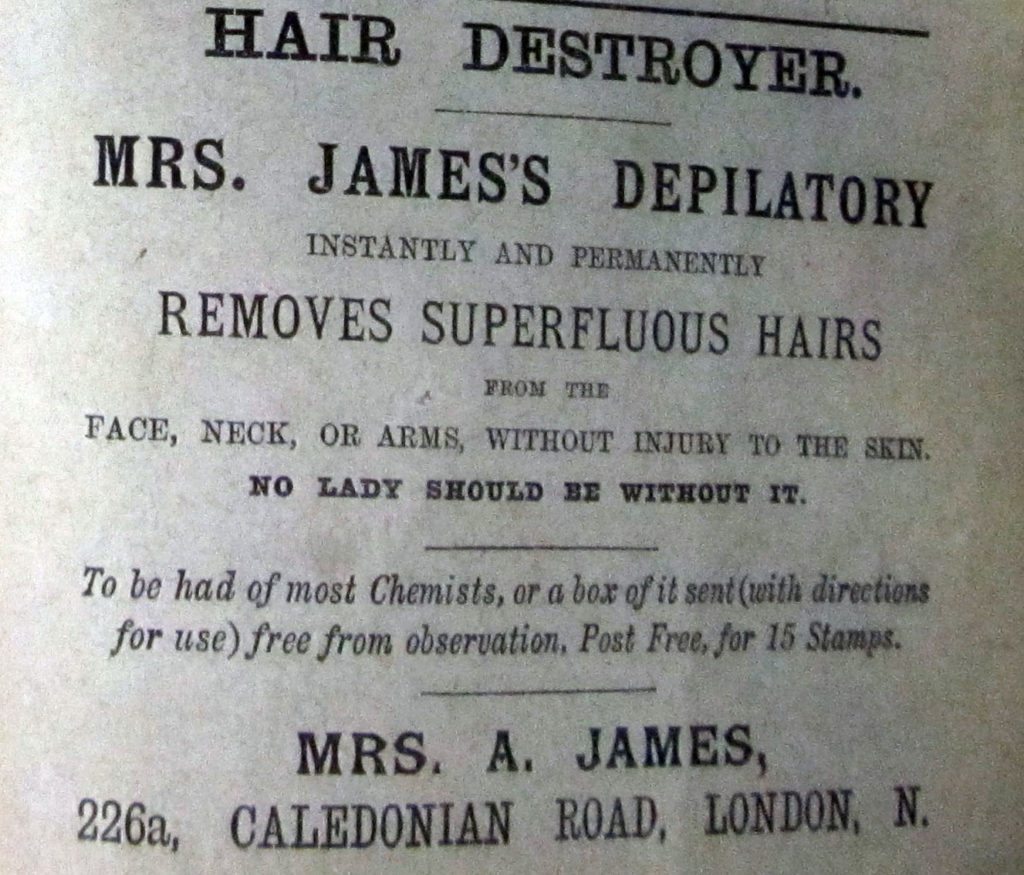 HAIR DESTROYER.
MRS. JAMES'S DEPILATORY
INSTANTLY AND PERMANENTLY
REMOVES SUPERFLUOUS HAIRS
FROM THE
FACE, NECK, OR ARMS, WITHOUT INJURY TO THE SKIN.
NO LADY SHOULD BE WITHOUT IT.
To be had of most Chemists, or a box of it sent (with directions
for use) free from observation. Post Free, for 15 Stamps.
MRS. A. JAMES,
226a, CALEDONIAN ROAD, LONDON, N.